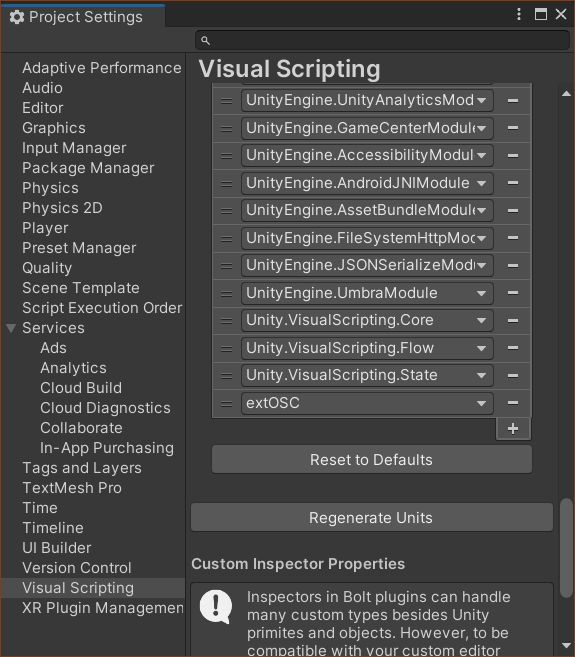 Project Settings
Adaptive Performance
Audio
Editor
Graphics
Input Manager
Package Manager
Physics
Physics 2D
Player
Preset Manager
Quality
Scene Template
Script Execution Order
Services
Ads
Analytics
Cloud Build
Cloud Diagnostics
Collaborate
In-App Purchasing
Tags and Layers
TextMesh Pro
Time
Timeline
UI Builder
Version Control
Visual Scripting
XR Plugin Managemen
Visual Scripting
UnityEngine.UnityAnalyticsMod
UnityEngine.GameCenterModule
UnityEngine.AccessibilityModul
UnityEngine.AndroidJNIModule
UnityEngine.AssetBundleModule
UnityEngine.FileSystemHttpMod
UnityEngine.JSONSerializeModu
UnityEngine.UmbraModule
Unity.VisualScripting.Core
Unity.VisualScripting.Flow
Unity.VisualScripting.State
extOSC
Reset to Defaults
Regenerate Units
Custom Inspector Properties
Inspectors in Bolt plugins can handle
many custom types besides Unity
primites and objects. However, to be
compatible with your custom editor